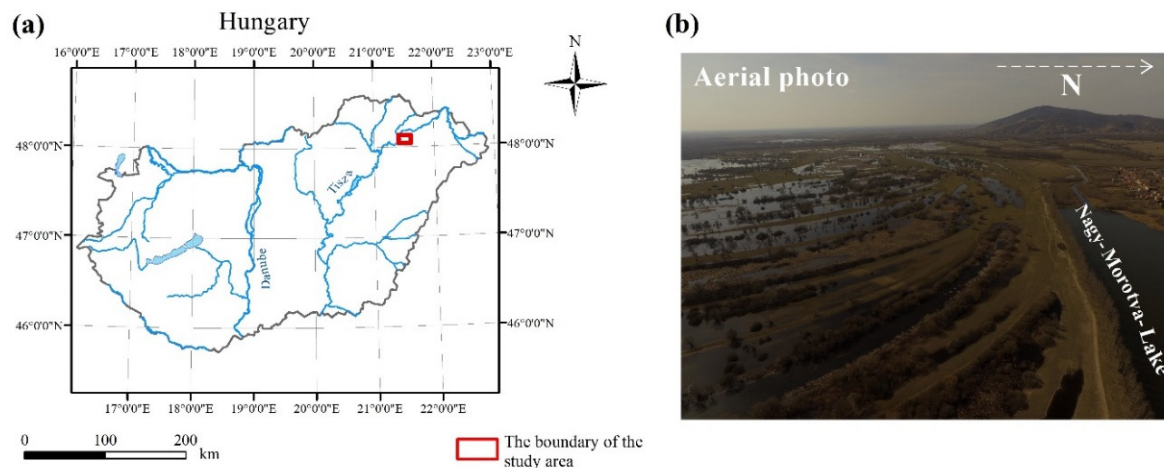 (a)
Hungary
16°0'0"E 17°0'0"E 18°0'0"E 19°0'0"E 20°0'0"E 21°0'0"E 22°0'0"E 23°0'0"E
N
48°0'0"N 48°0'0"N
Tisza
47°0'0"N 47°0'0"N
Danube
46°0'0"N 46°0'0"N
17°0'0"E 18°0'0"E 19°0'0"E 20°0'0"E 21°0'0"E 22°0'0"E
0 100 200
km
The boundary of the
study area
(b)
Aerial photo
N
Nagy-Morotva-Lake